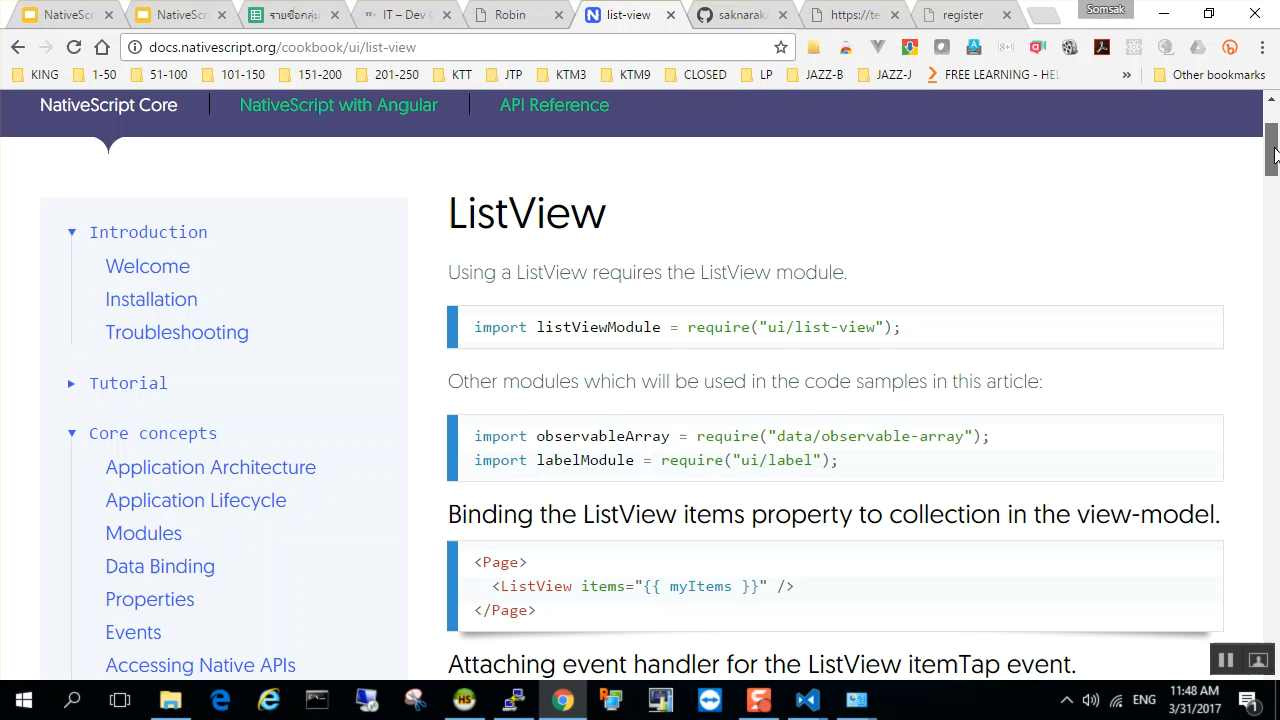 NativeSc
NativeSc
รายชื่อกลุ่ม
IT – Dev
Robin
list-view
saknarak
https://te
register
Somsak
docs.nativescript.org/cookbook/ui/list-view
KING
1-50
51-100
101-150
151-200
201-250
KTT
JTP
KTM3
KTM9
CLOSED
LP
JAZZ-B
JAZZ-J
FREE LEARNING - HEL
»
Other bookmarks
NativeScript Core
NativeScript with Angular
API Reference
Introduction
Welcome
Installation
Troubleshooting
Tutorial
Core concepts
Application Architecture
Application Lifecycle
Modules
Data Binding
Properties
Events
Accessing Native APIs
ListView
Using a ListView requires the ListView module.
import listViewModule = require("ui/list-view");
Other modules which will be used in the code samples in this article:
import observableArray = require("data/observable-array");
import labelModule = require("ui/label");
Binding the ListView items property to collection in the view-model.
<Page>
<ListView items="{{ myItems }}" />
</Page>
Attaching event handler for the ListView itemTap event.
ENG
11:48 AM
3/31/2017